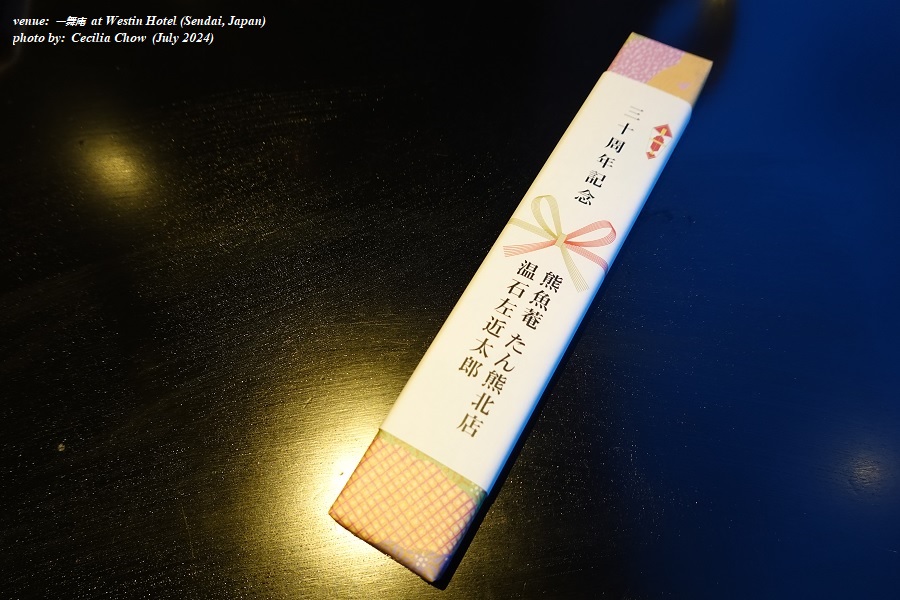 venue: 一舞庵 at Westin Hotel (Sendai, Japan)
photo by: Cecilia Chow (July 2024)
三十周年記念
熊魚菴 たん熊北店
温石左近太郎